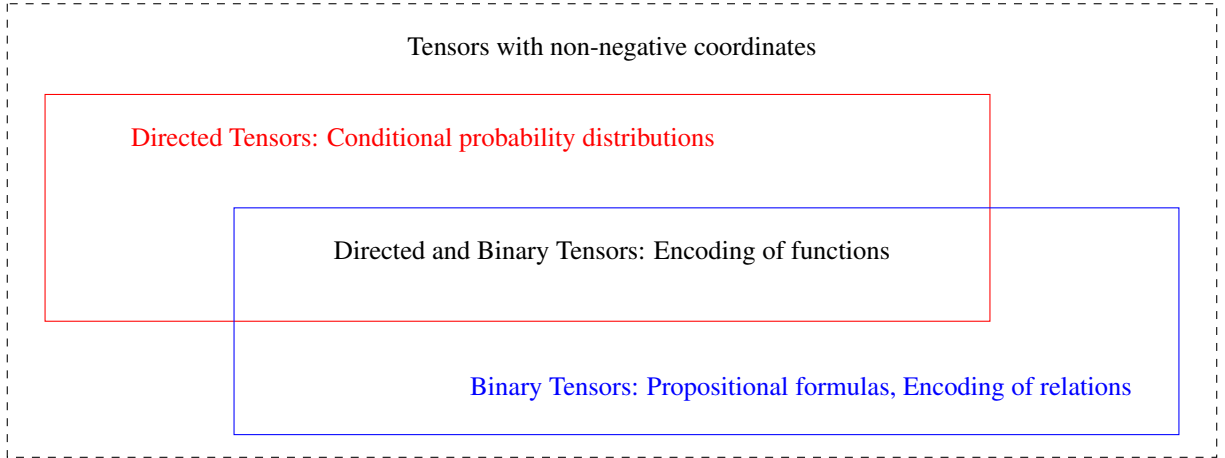 Tensors with non-negative coordinates
Directed Tensors: Conditional probability distributions
Directed and Binary Tensors: Encoding of functions
Binary Tensors: Propositional formulas, Encoding of relations